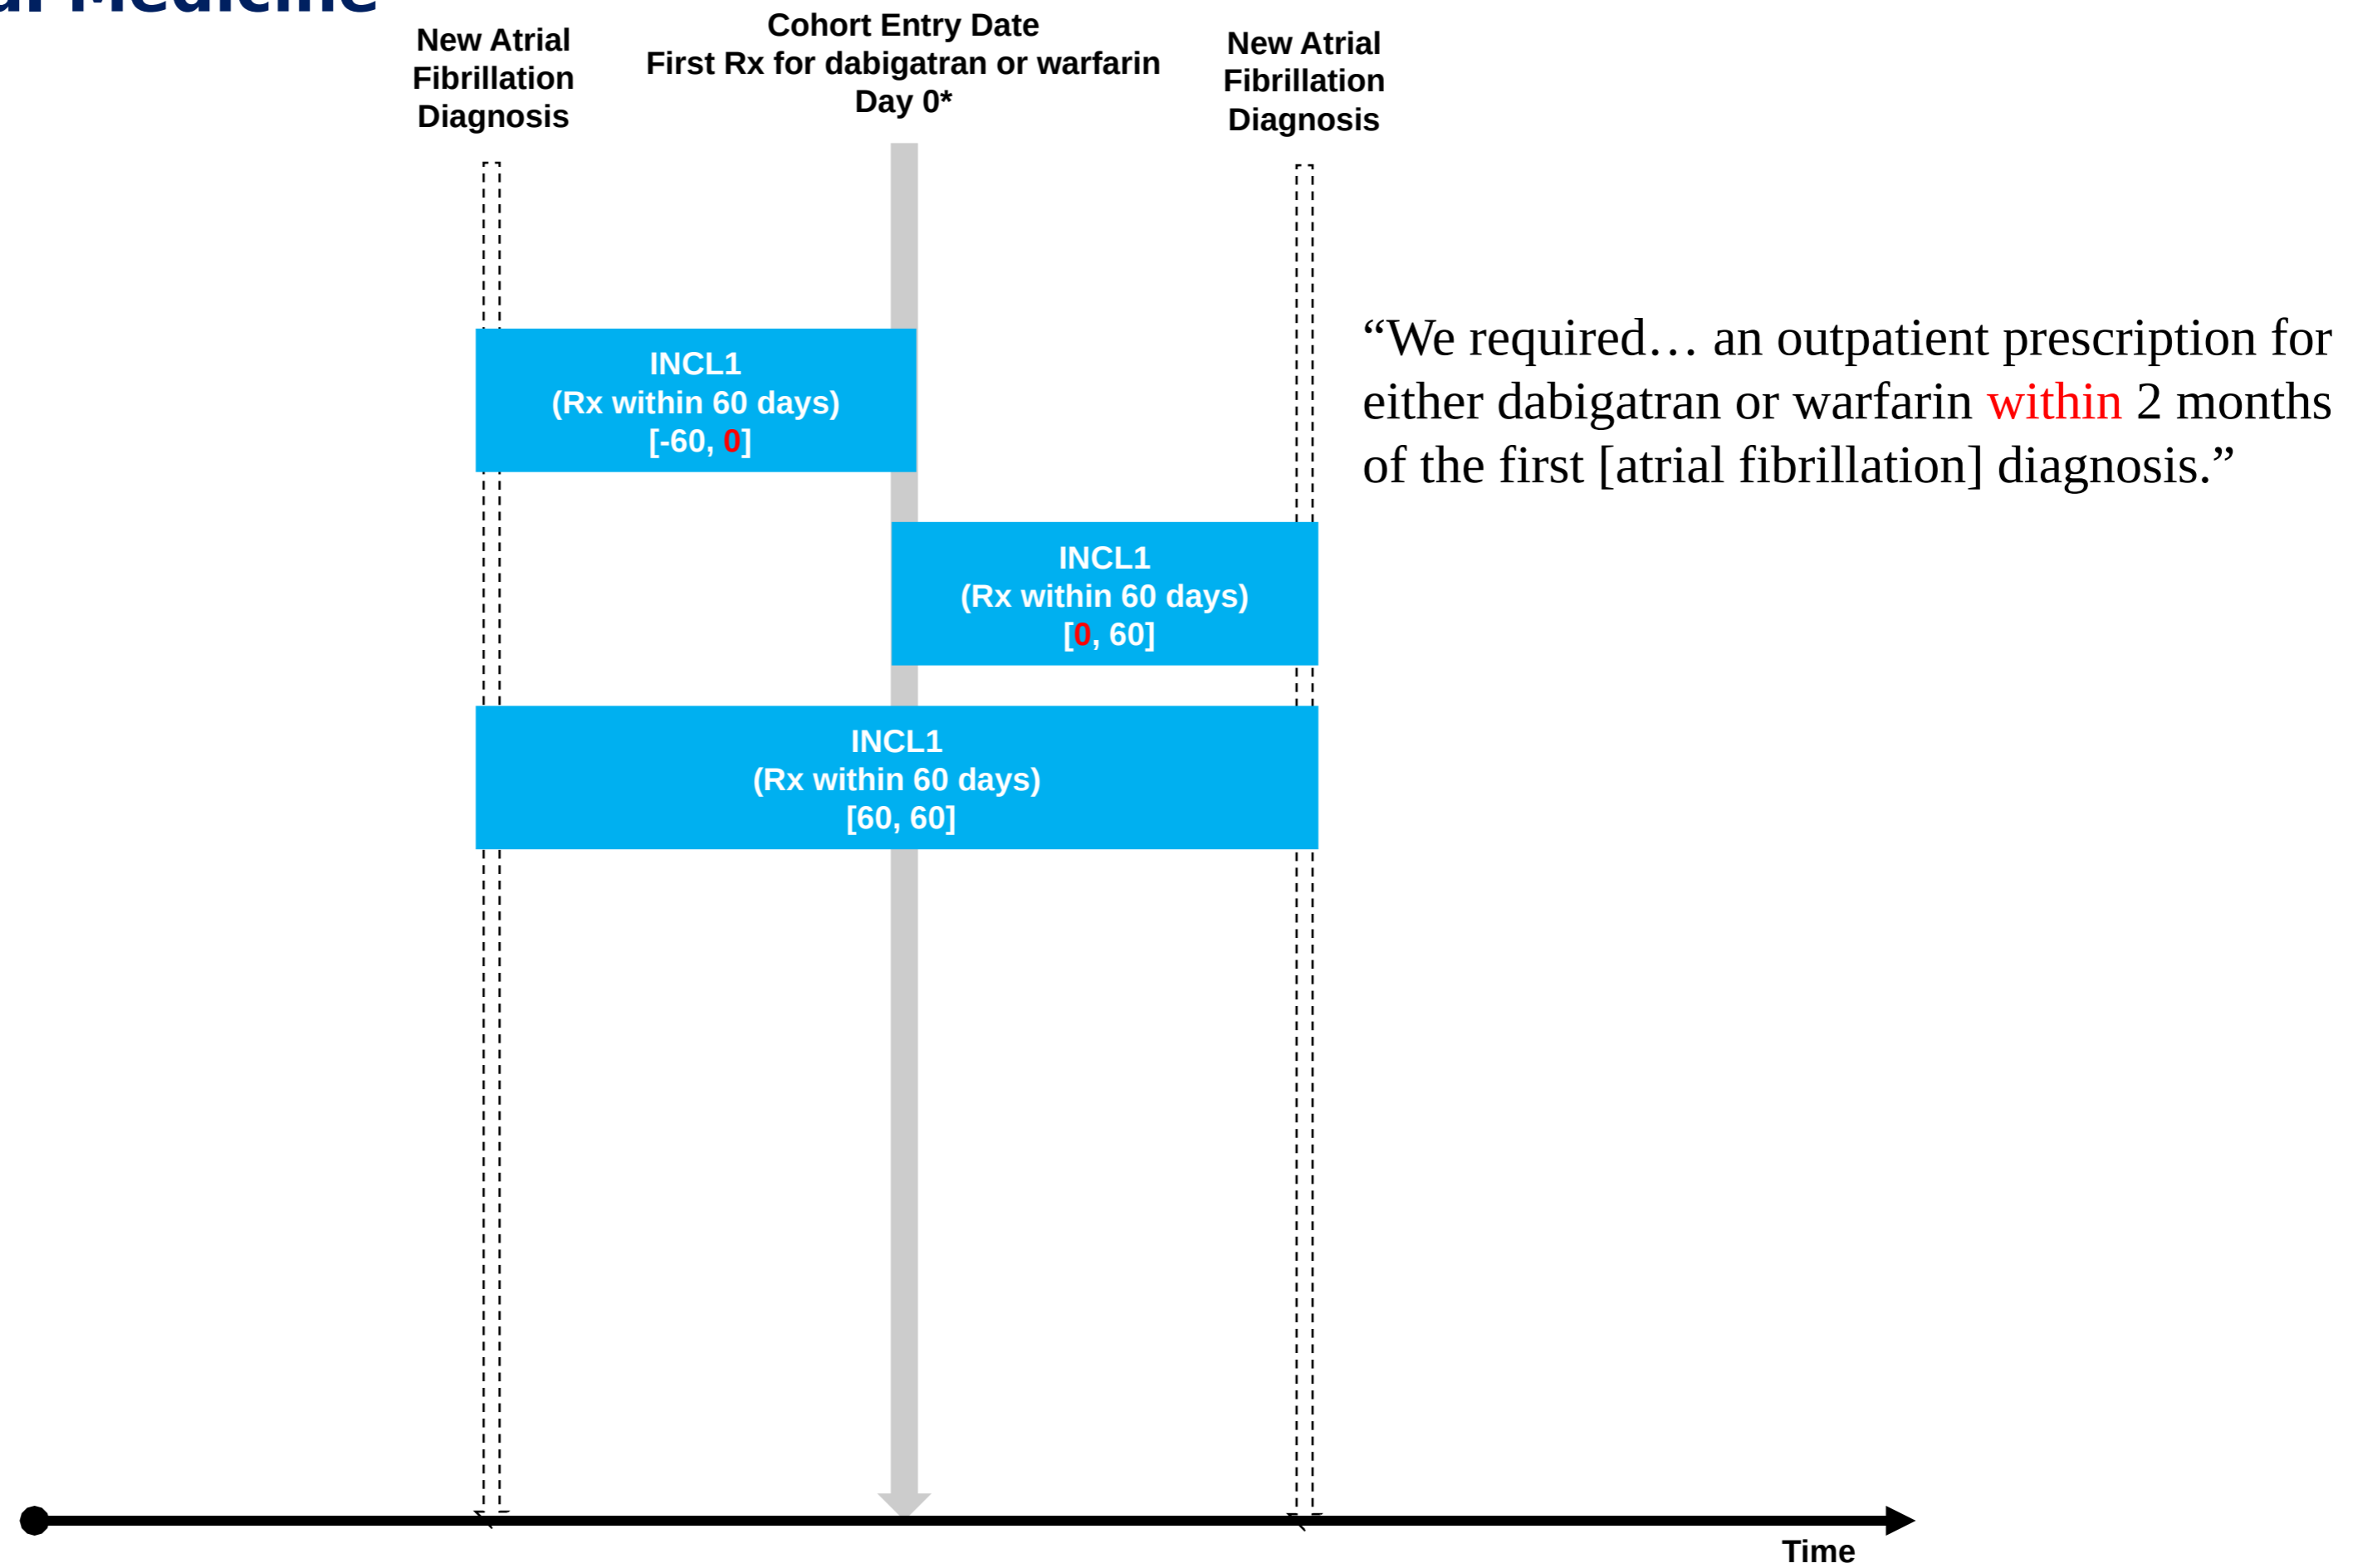 Medicine
New Atrial
Fibrillation
Diagnosis
Cohort Entry Date
First Rx for dabigatran or warfarin
Day 0*
New Atrial
Fibrillation
Diagnosis
INCL1
(Rx within 60 days)
[-60, 0]
“We required… an outpatient prescription for
either dabigatran or warfarin within 2 months
of the first [atrial fibrillation] diagnosis.”
INCL1
(Rx within 60 days)
[0, 60]
INCL1
(Rx within 60 days)
[60, 60]
Time